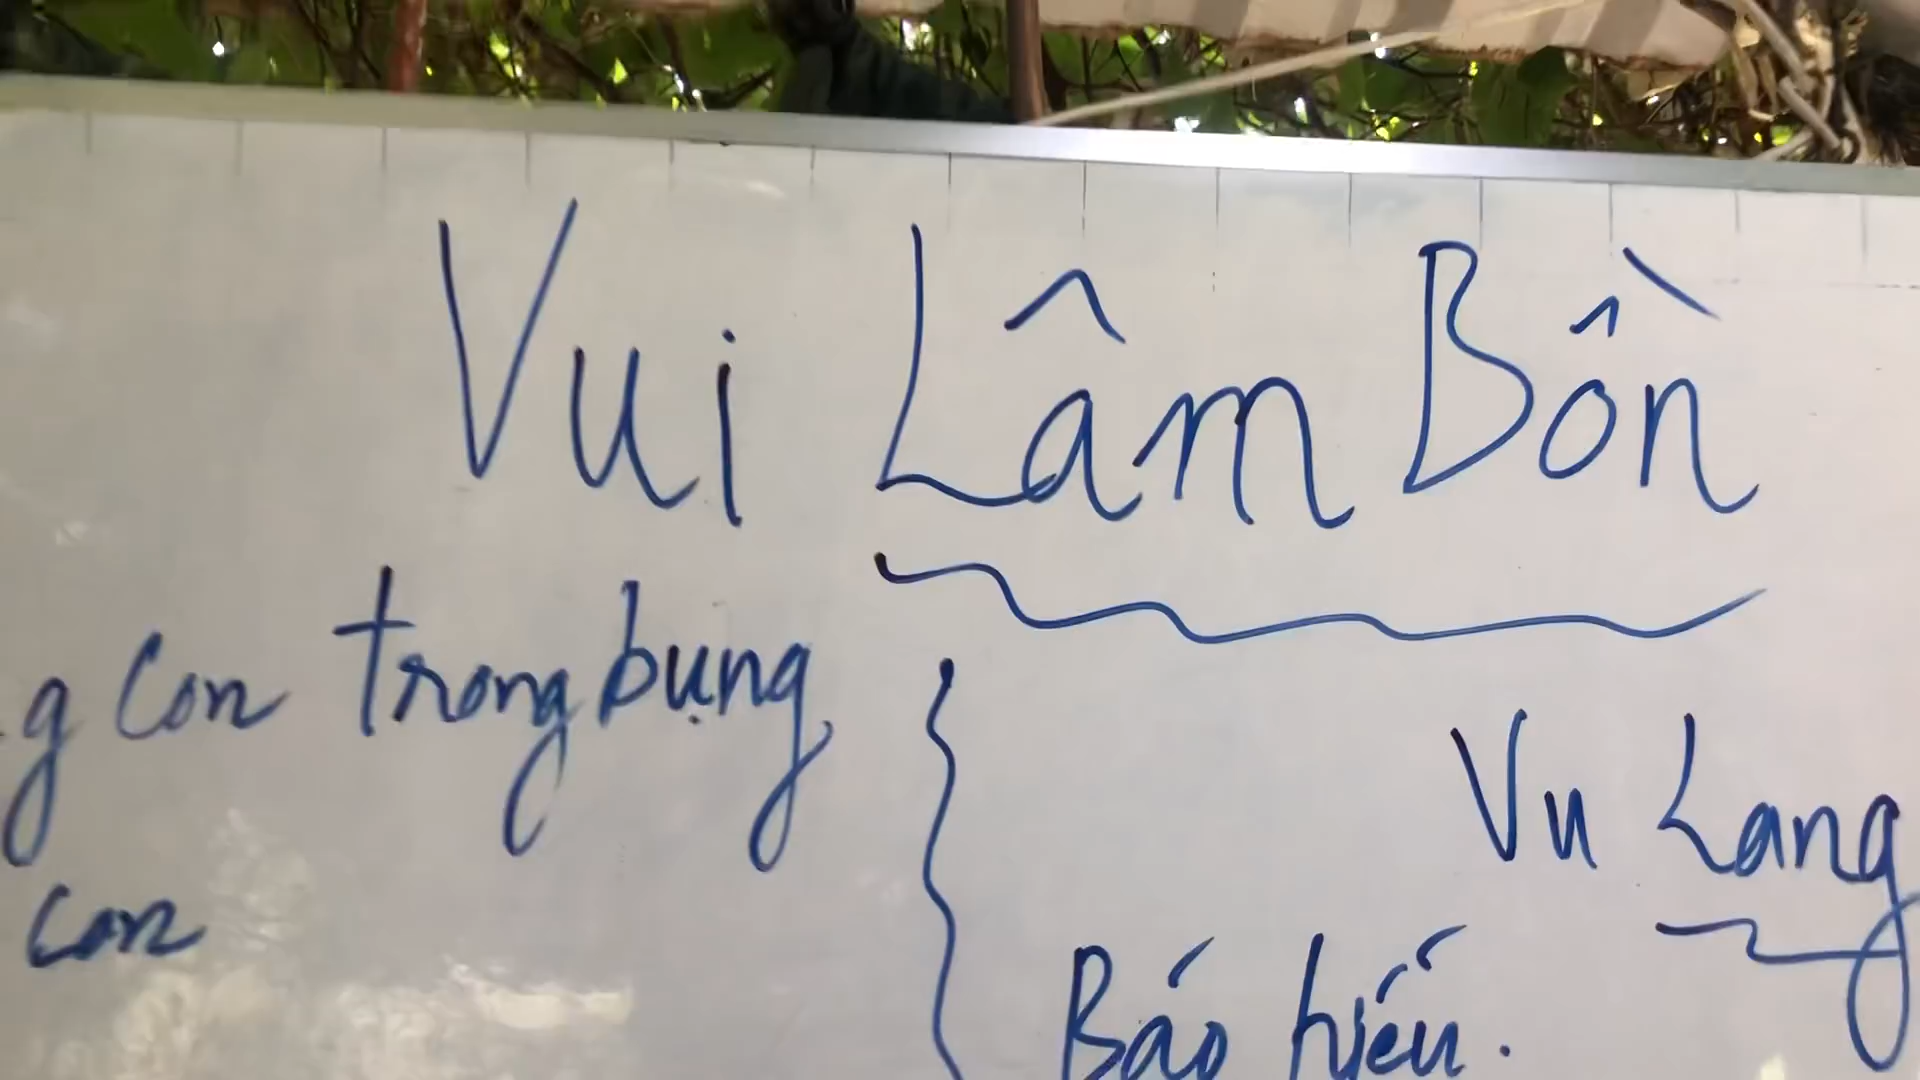 Vui Lâm Bồn
g con trong bụng
con
Vu Lang
Báo hiếu.